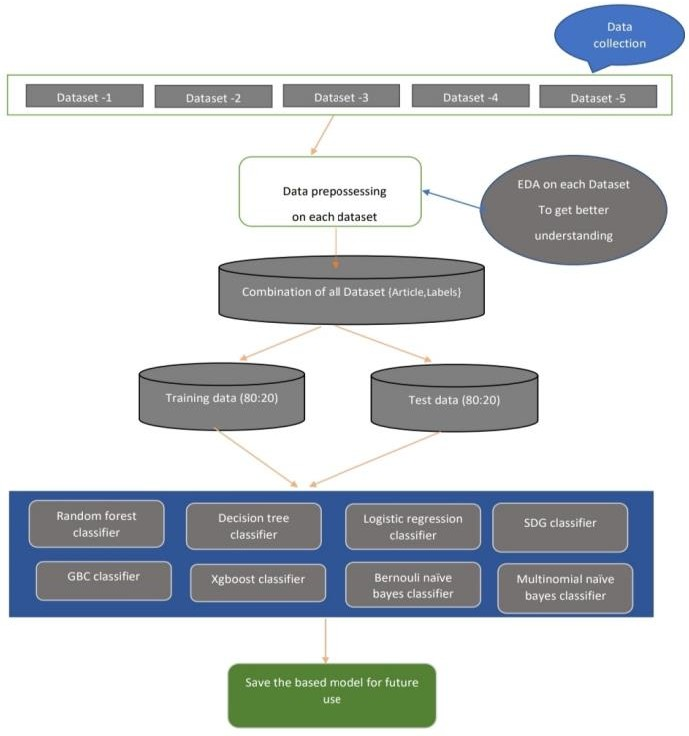 Data
collection
Dataset -1
Dataset -2
Dataset -3
Dataset -4
Dataset -5
Data prepossessing
on each dataset
EDA on each Dataset
To get better
understanding
Combination of all Dataset (Article,Labels)
Training data (80:20)
Test data (80:20)
Random forest
classifier
Decision tree
classifier
Logistic regression
classifier
SDG classifier
GBC classifier
Xgboost classifier
Bernouli naïve
bayes classifier
Multinomial naïve
bayes classifier
Save the based model for future
use